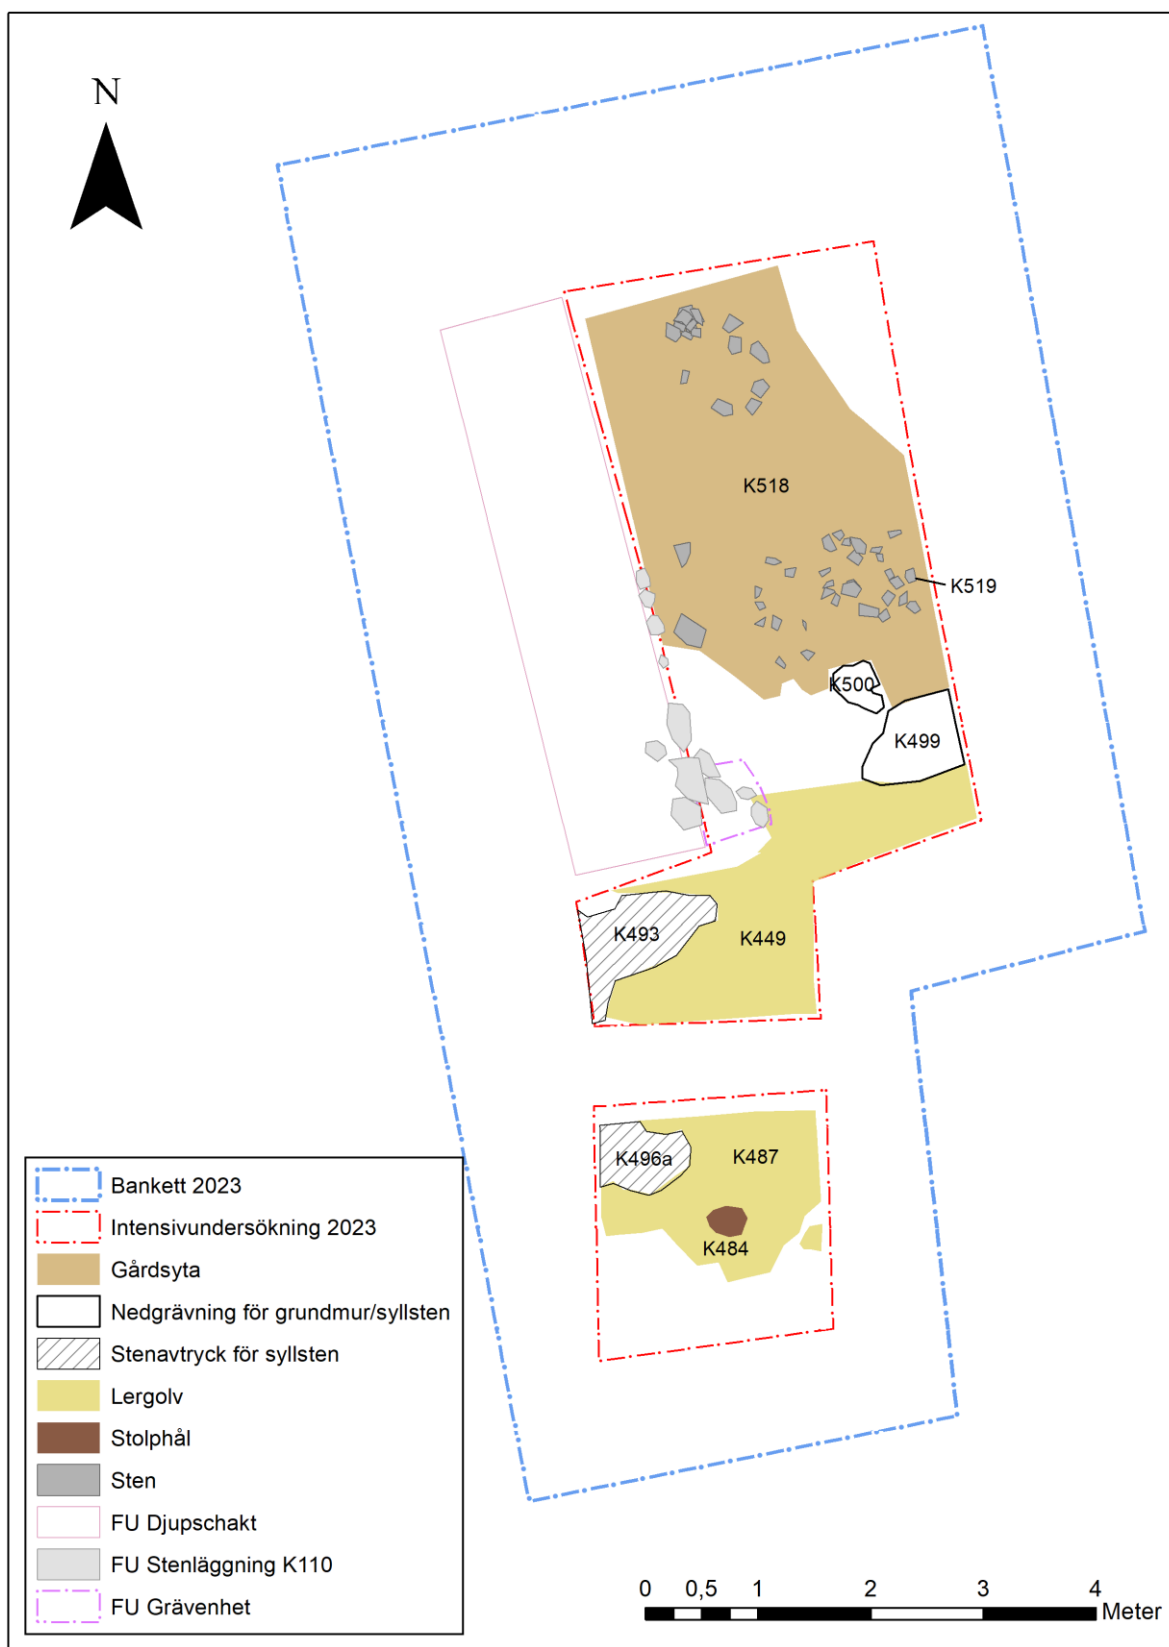 N
K518
K519
K500
K499
K493
K449
K496a
K487
K484
Bankett 2023
Intensivundersökning 2023
Gårdsyta
Nedgrävning för grundmur/syllsten
Stenavtryck för syllsten
Lergolv
Stolphål
Sten
FU Djupschakt
FU Stenläggning K110
FU Grävenhet
0 0,5 1 2 3 4
Meter